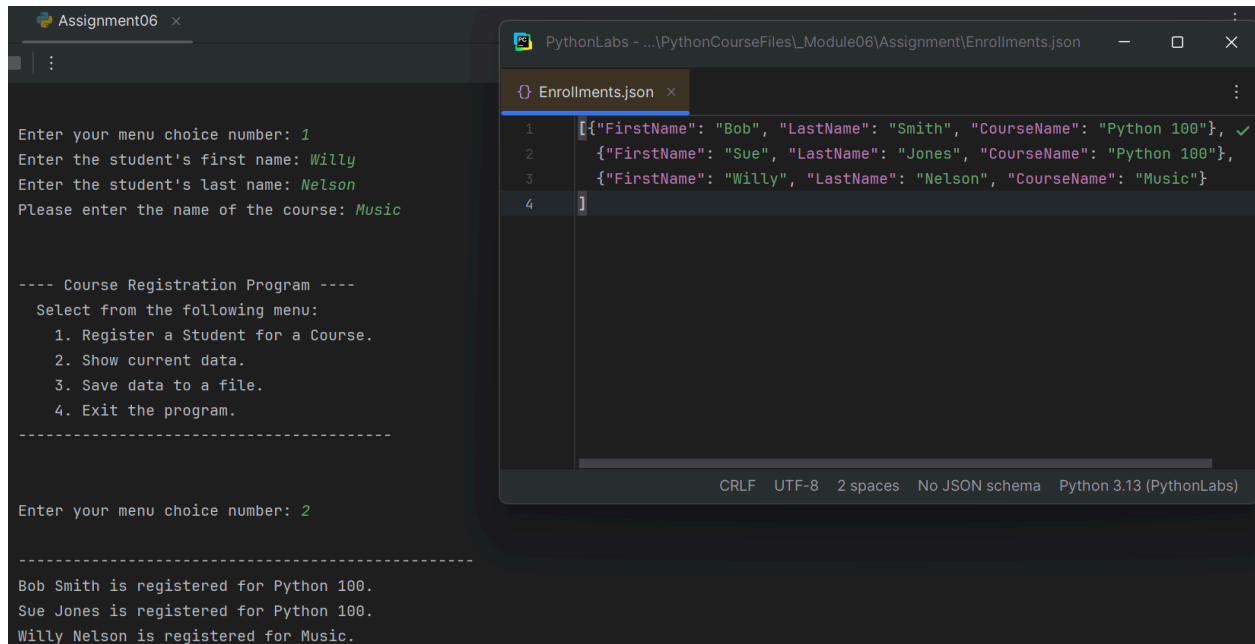 Assignment06
Enter your menu choice number: 1
Enter the student's first name: Willy
Enter the student's last name: Nelson
Please enter the name of the course: Music
---- Course Registration Program ----
Select from the following menu:
1. Register a Student for a Course.
2. Show current data.
3. Save data to a file.
4. Exit the program.
-----------------------------------------
Enter your menu choice number: 2
--------------------------------------------------
Bob Smith is registered for Python 100.
Sue Jones is registered for Python 100.
Willy Nelson is registered for Music.
PC PythonLabs - ...\PythonCourseFiles\_Module06\Assignment\Enrollments.json
{} Enrollments.json
1 [{"FirstName": "Bob", "LastName": "Smith", "CourseName": "Python 100"},
2 {"FirstName": "Sue", "LastName": "Jones", "CourseName": "Python 100"},
3 {"FirstName": "Willy", "LastName": "Nelson", "CourseName": "Music"}
4 ]
CRLF UTF-8 2 spaces No JSON schema Python 3.13 (PythonLabs)